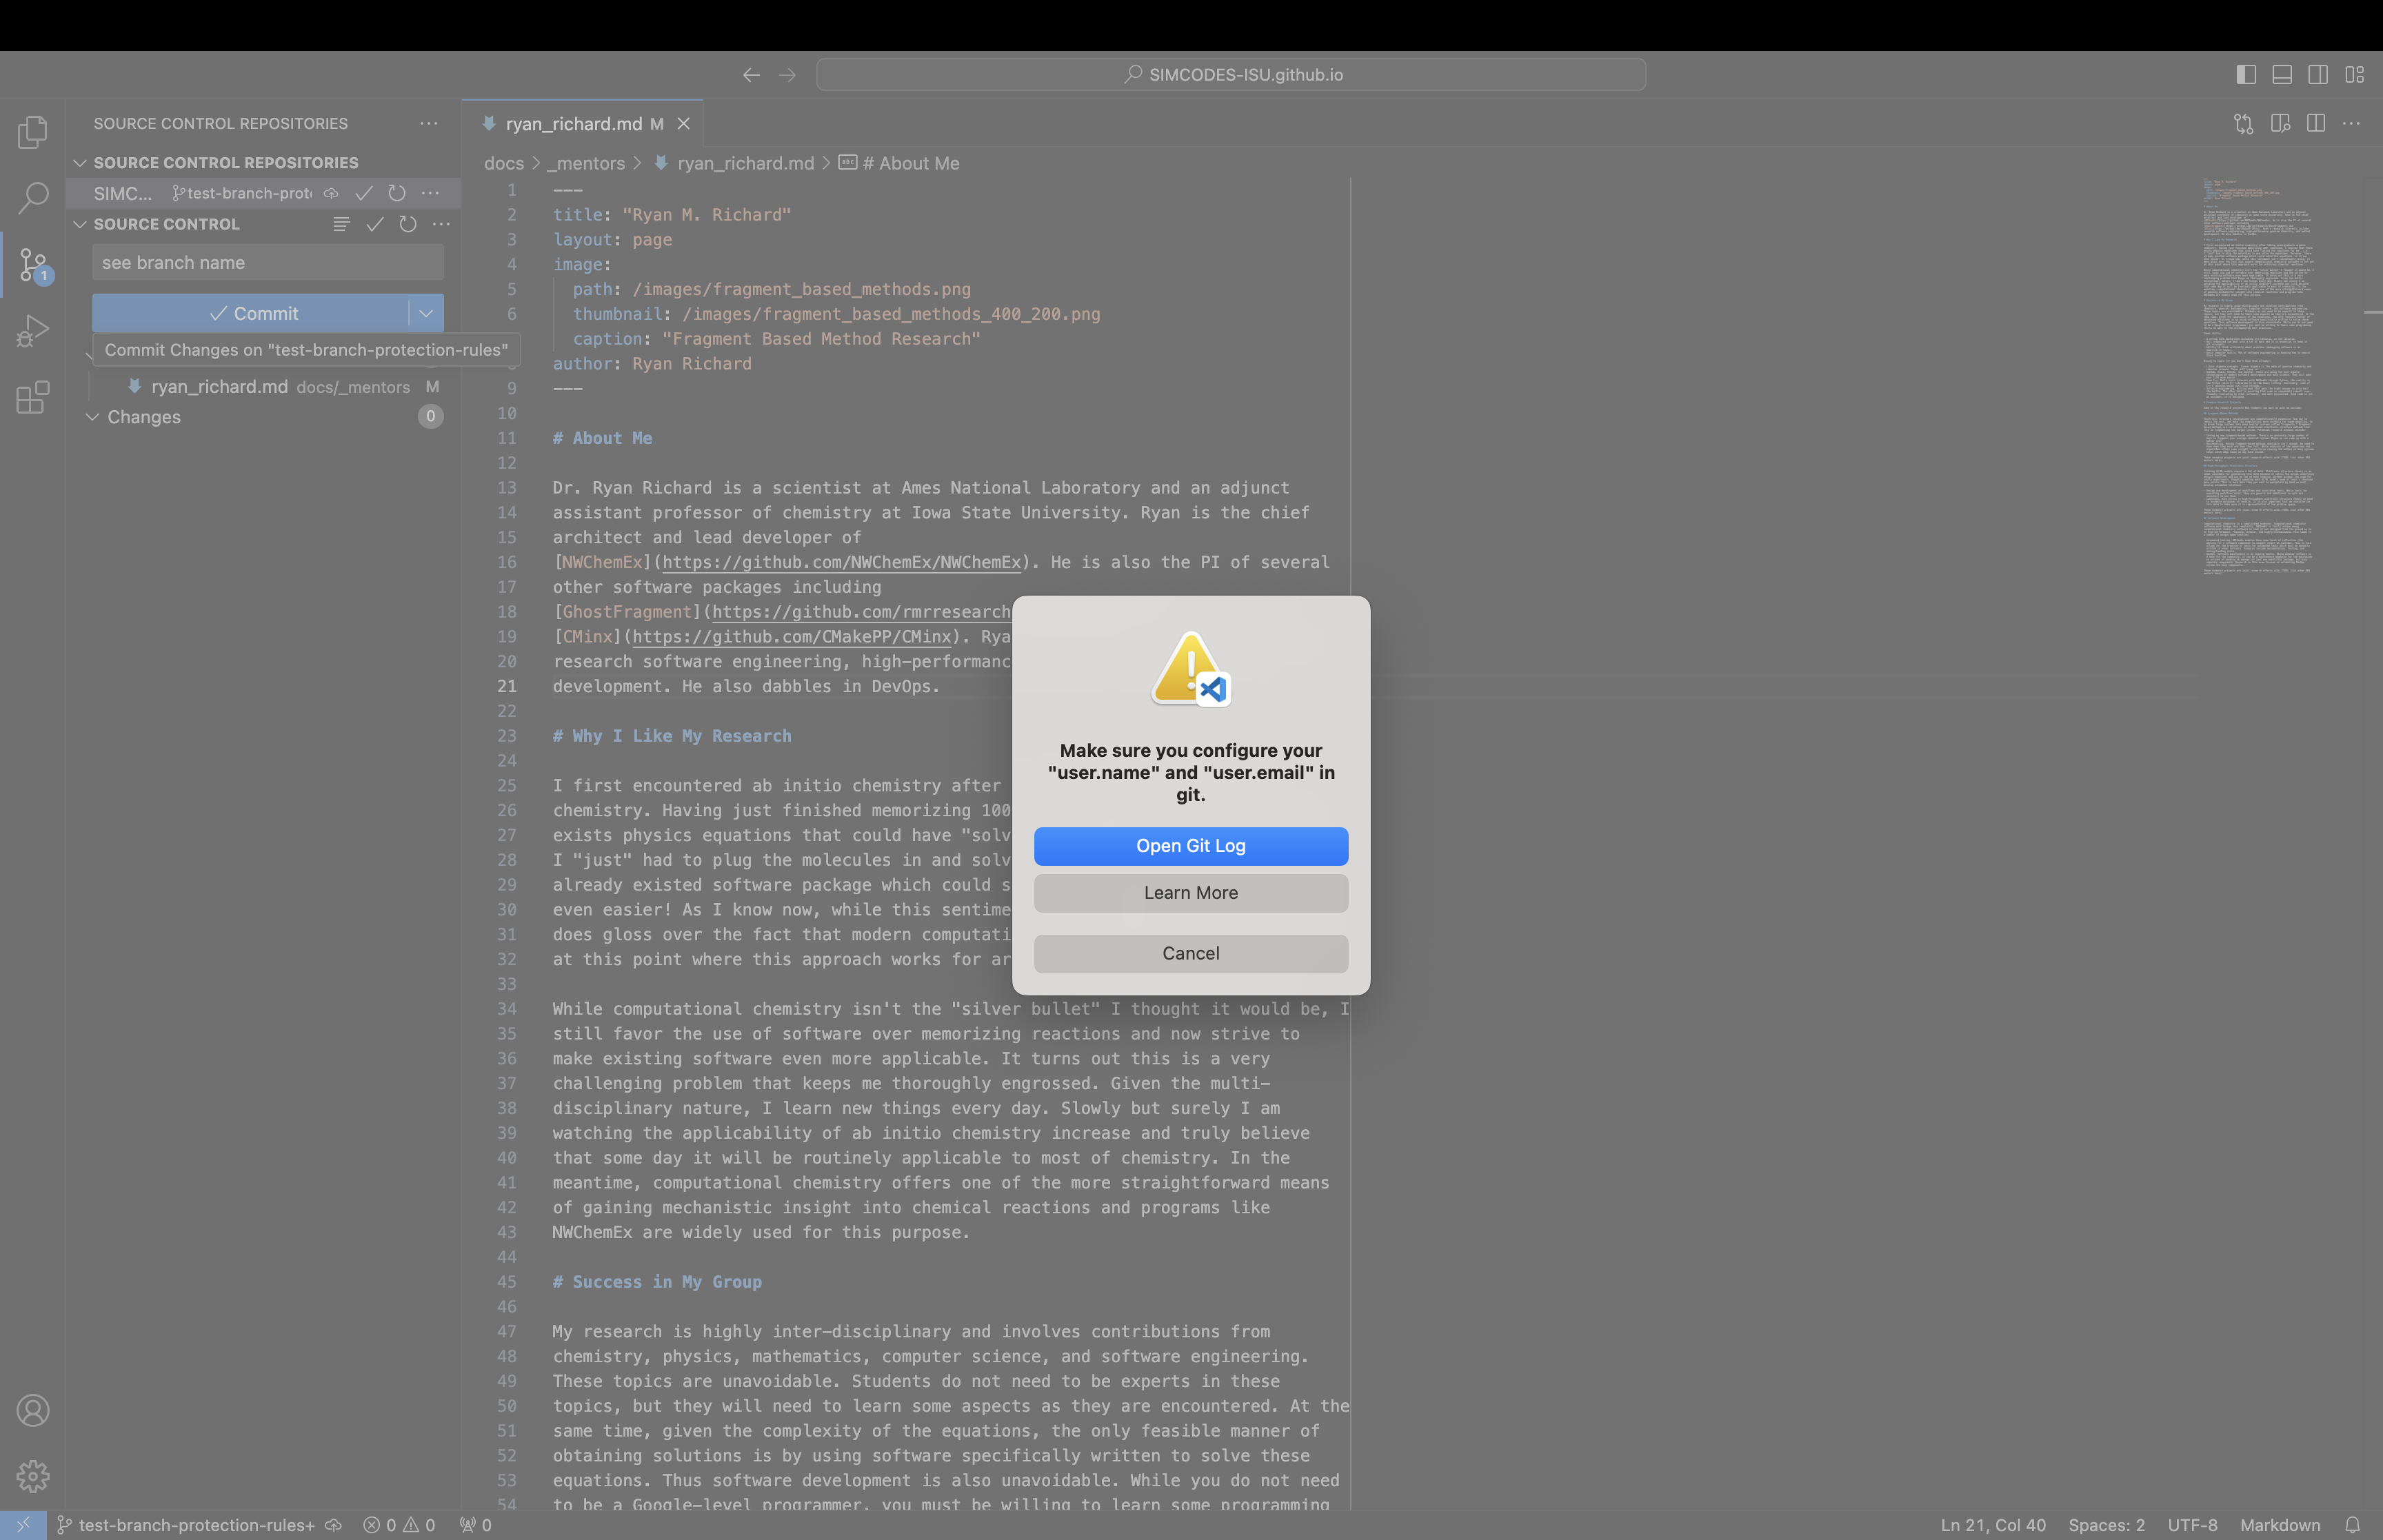 SIMCODES-ISU.github.io
SOURCE CONTROL REPOSITORIES
ryan_richard.md M
SOURCE CONTROL REPOSITORIES
SIMC... test-branch-prot
SOURCE CONTROL
see branch name
1
Commit
Commit Changes on "test-branch-protection-rules"
ryan_richard.md docs/_mentors M
Changes 0
docs > _mentors > ryan_richard.md > abc # About Me
1 ---
2 title: "Ryan M. Richard"
3 layout: page
4 image:
5 path: /images/fragment_based_methods.png
6 thumbnail: /images/fragment_based_methods_400_200.png
7 caption: "Fragment Based Method Research"
8 author: Ryan Richard
9 ---
10
11 # About Me
12
13 Dr. Ryan Richard is a scientist at Ames National Laboratory and an adjunct
14 assistant professor of chemistry at Iowa State University. Ryan is the chief
15 architect and lead developer of
16 [NWChemEx](https://github.com/NWChemEx/NWChemEx). He is also the PI of several
17 other software packages including
18 [GhostFragment](https://github.com/rmrresearch
19 [CMinx](https://github.com/CMakePP/CMinx). Rya
20 research software engineering, high-performanc
21 development. He also dabbles in DevOps.
22
23 # Why I Like My Research
24
25 I first encountered ab initio chemistry after
26 chemistry. Having just finished memorizing 100
27 exists physics equations that could have "solv
28 I "just" had to plug the molecules in and solv
29 already existed software package which could s
30 even easier! As I know now, while this sentime
31 does gloss over the fact that modern computati
32 at this point where this approach works for ar
33
34 While computational chemistry isn't the "silver bullet" I thought it would be, I
35 still favor the use of software over memorizing reactions and now strive to
36 make existing software even more applicable. It turns out this is a very
37 challenging problem that keeps me thoroughly engrossed. Given the multi-
38 disciplinary nature, I learn new things every day. Slowly but surely I am
39 watching the applicability of ab initio chemistry increase and truly believe
40 that some day it will be routinely applicable to most of chemistry. In the
41 meantime, computational chemistry offers one of the more straightforward means
42 of gaining mechanistic insight into chemical reactions and programs like
43 NWChemEx are widely used for this purpose.
44
45 # Success in My Group
46
47 My research is highly inter-disciplinary and involves contributions from
48 chemistry, physics, mathematics, computer science, and software engineering.
49 These topics are unavoidable. Students do not need to be experts in these
50 topics, but they will need to learn some aspects as they are encountered. At the
51 same time, given the complexity of the equations, the only feasible manner of
52 obtaining solutions is by using software specifically written to solve these
53 equations. Thus software development is also unavoidable. While you do not need
54 to be a Google-level programmer, you must be willing to learn some programming
Make sure you configure your
"user.name" and "user.email" in
git.
Open Git Log
Learn More
Cancel
test-branch-protection-rules+ 0 0 0
Ln 21, Col 40 Spaces: 2 UTF-8 Markdown